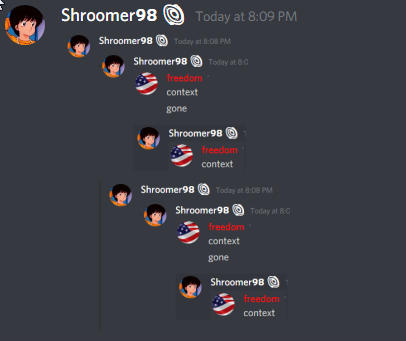 Shroomer98 Today at 8:09 PM
Shroomer98 Today at 8:08 PM
Shroomer98 Today at 8:0
freedom
context
gone
Shroomer98
freedom
context
Shroomer98 Today at 8:08 PM
Shroomer98 Today at 8:0
freedom
context
gone
Shroomer98
freedom
context